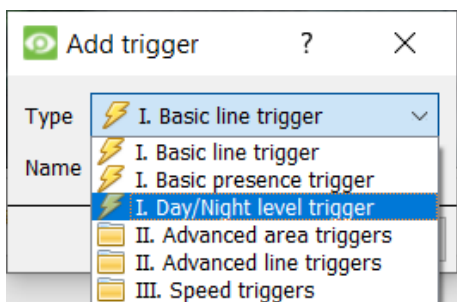 Add trigger ? ×
Type I. Basic line trigger
I. Basic line trigger
Name
I. Basic presence trigger
I. Day/Night level trigger
II. Advanced area triggers
II. Advanced line triggers
III. Speed triggers